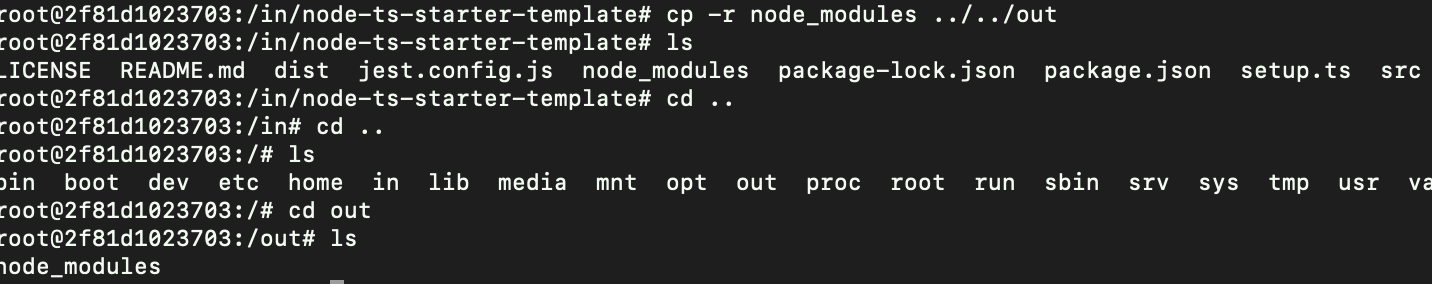 root@2f81d1023703:/in/node-ts-starter-template# cp -r node_modules ../../out
root@2f81d1023703:/in/node-ts-starter-template# ls
LICENSE README.md dist jest.config.js node_modules package-lock.json package.json setup.ts src
root@2f81d1023703:/in/node-ts-starter-template# cd ..
root@2f81d1023703:/in# cd ..
root@2f81d1023703:/# ls
bin boot dev etc home in lib media mnt opt out proc root run sbin srv sys tmp usr va
root@2f81d1023703:/# cd out
root@2f81d1023703:/out# ls
node_modules